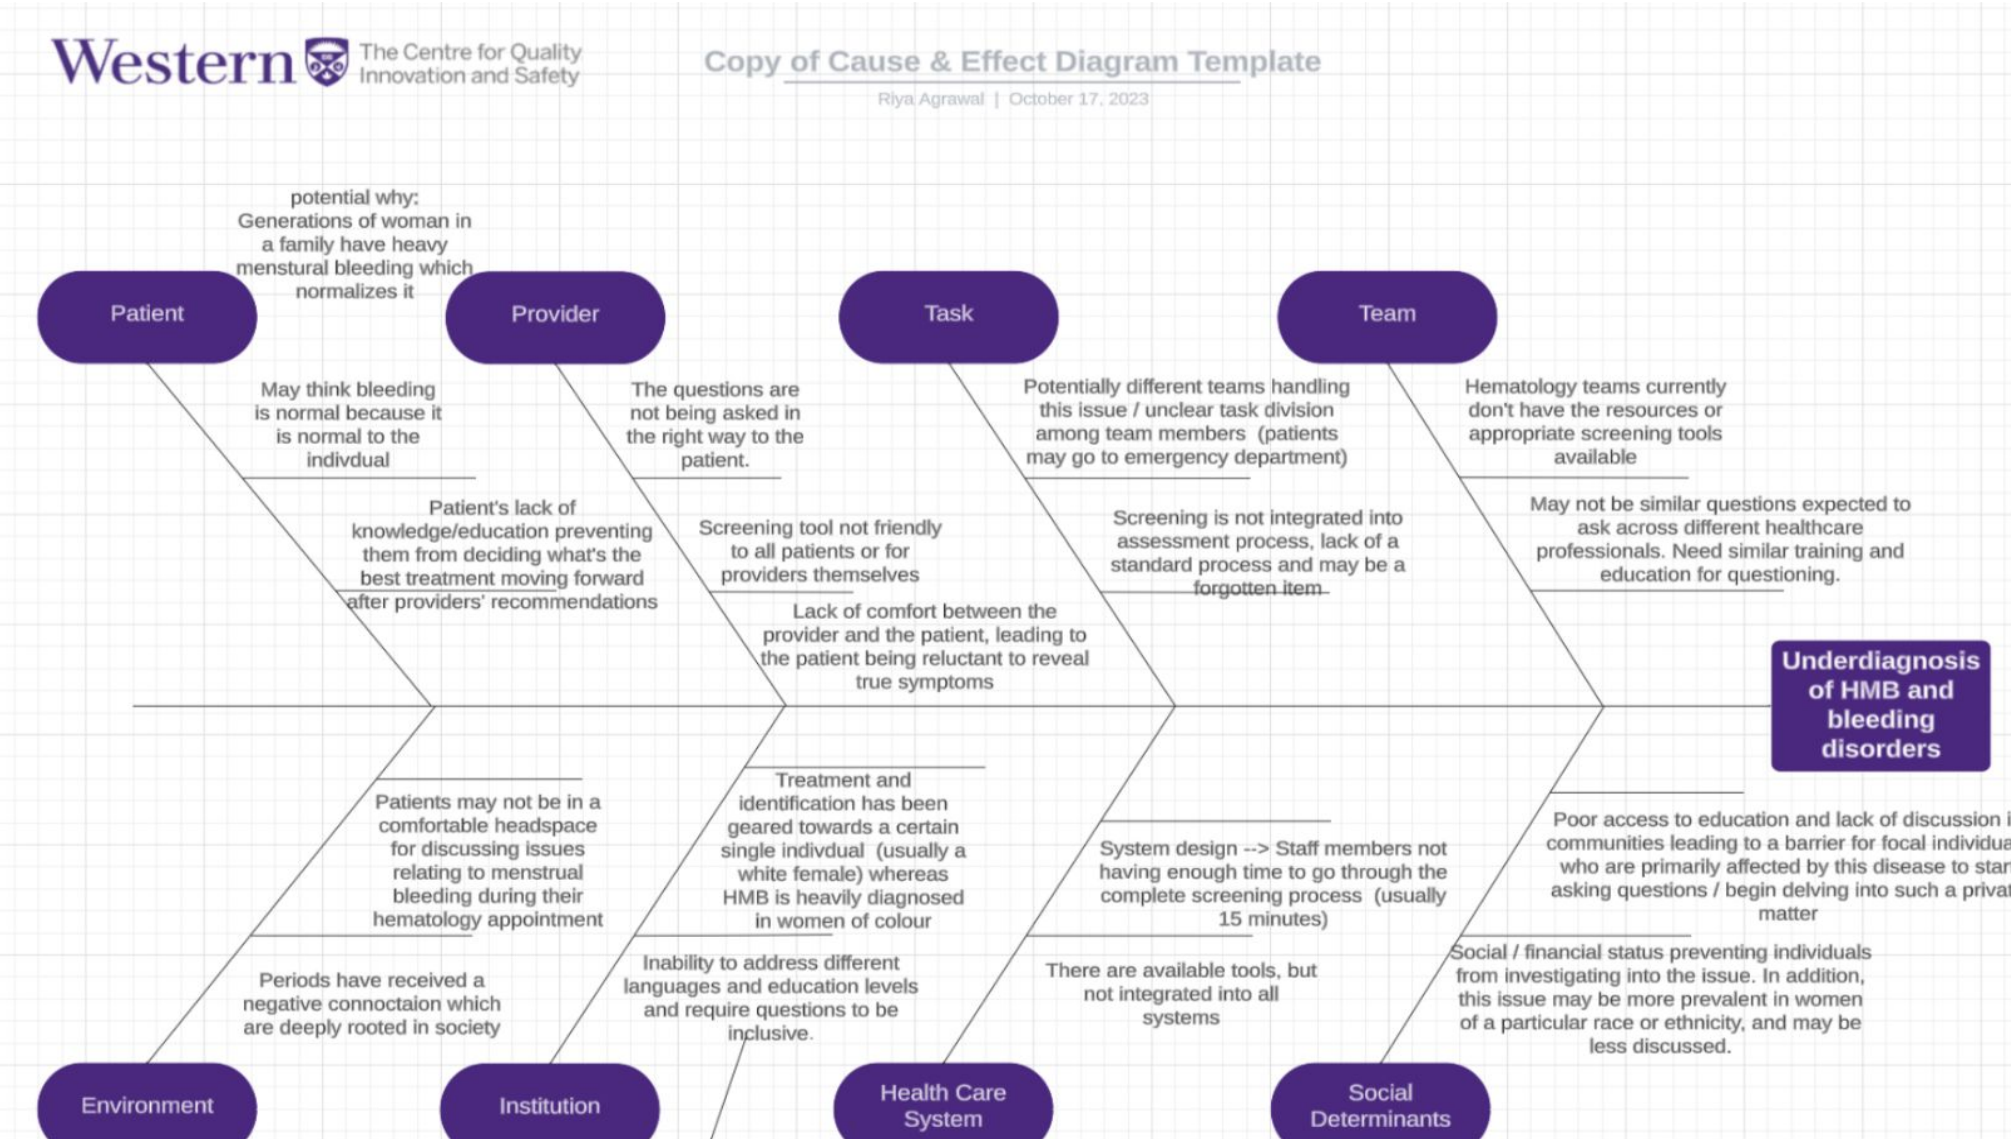 Western
The Centre for Quality
Innovation and Safety
Copy of Cause & Effect Diagram Template
Riya Agrawal | October 17, 2023
potential why:
Generations of woman in
a family have heavy
menstural bleeding which
normalizes it
Patient
Provider
Task
Team
May think bleeding
is normal because it
is normal to the
indivdual
Patient's lack of
knowledge/education preventing
them from deciding what's the
best treatment moving forward
after providers' recommendations
The questions are
not being asked in
the right way to the
patient.
Screening tool not friendly
to all patients or for
providers themselves
Lack of comfort between the
provider and the patient, leading to
the patient being reluctant to reveal
true symptoms
Potentially different teams handling
this issue / unclear task division
among team members (patients
may go to emergency department)
Screening is not integrated into
assessment process, lack of a
standard process and may be a
forgotten item
Hematology teams currently
don't have the resources or
appropriate screening tools
available
May not be similar questions expected to
ask across different healthcare
professionals. Need similar training and
education for questioning.
Underdiagnosis
of HMB and
bleeding
disorders
Patients may not be in a
comfortable headspace
for discussing issues
relating to menstrual
bleeding during their
hematology appointment
Periods have received a
negative connoctaion which
are deeply rooted in society
Treatment and
identification has been
geared towards a certain
single indivdual (usually a
white female) whereas
HMB is heavily diagnosed
in women of colour
Inability to address different
languages and education levels
and require questions to be
inclusive.
System design --> Staff members not
having enough time to go through the
complete screening process (usually
15 minutes)
There are available tools, but
not integrated into all
systems
Poor access to education and lack of discussion
communities leading to a barrier for focal
who are primarily affected by this disease to
asking questions / begin delving into such a
matter
Social / financial status preventing individuals
from investigating into the issue. In addition,
this issue may be more prevalent in women
of a particular race or ethnicity, and may be
less discussed.
Environment
Institution
Health Care
System
Social
Determinants